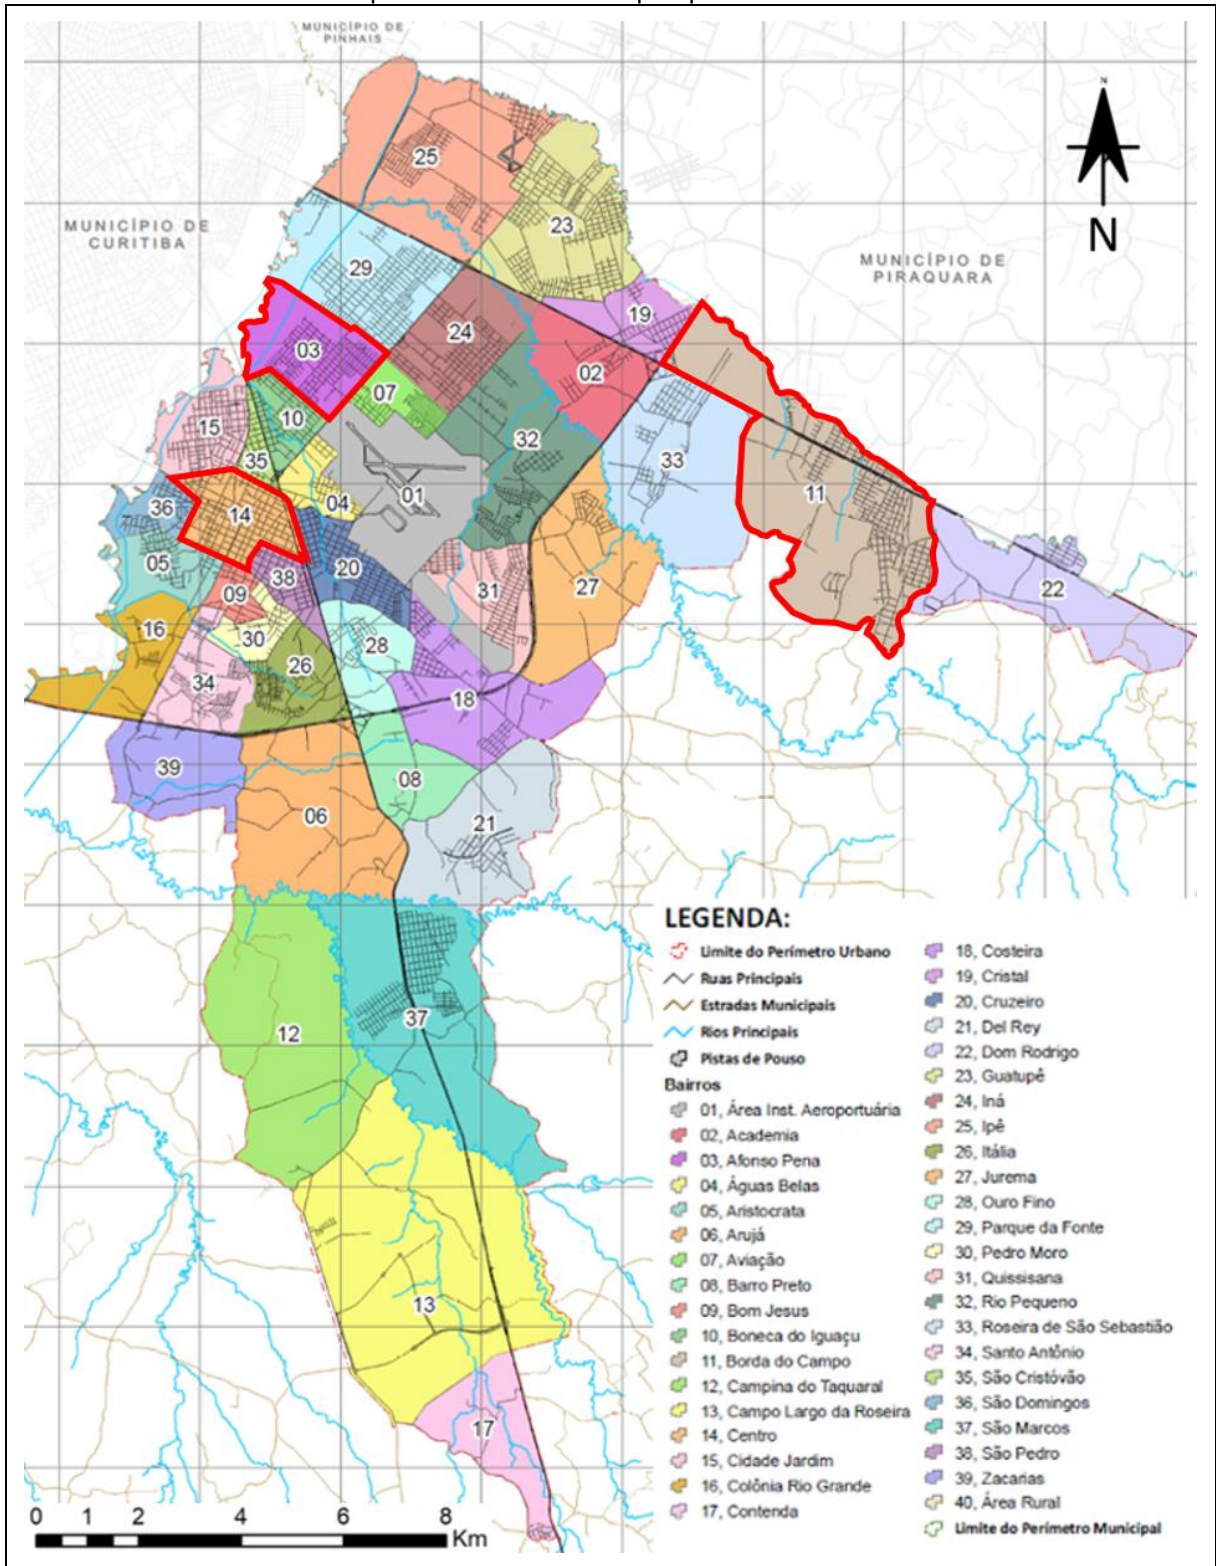 MUNICÍPIO DE
PINHAIS
N
N
MUNICÍPIO DE
CURITIBA
MUNICÍPIO DE
PIRAQUARA
25
23
29
19
24
03
02
07
10
15
32
33
35
11
01
04
36
14
05
20
38
31
27
22
09
16
30
28
26
34
18
39
08
06
21
37
12
13
17
LEGENDA:
Limite do Perímetro Urbano
Ruas Principais
Estradas Municipais
Rios Principais
Pistas de Pouso
Bairros
01, Área Inst. Aeroportuária
02, Academia
03, Afonso Pena
04, Águas Belas
05, Aristocrata
06, Arujá
07, Aviação
08, Barro Preto
09, Bom Jesus
10, Boneca do Iguaçu
11, Borda do Campo
12, Campina do Taquaral
13, Campo Largo da Roseira
14, Centro
15, Cidade Jardim
16, Colônia Rio Grande
17, Contenda
18, Costeira
19, Cristal
20, Cruzeiro
21, Del Rey
22, Dom Rodrigo
23, Guatupê
24, Iná
25, Ipê
26, Itália
27, Jurema
28, Ouro Fino
29, Parque da Fonte
30, Pedro Moro
31, Quissisana
32, Rio Pequeno
33, Roseira de São Sebastião
34, Santo Antônio
35, São Cristóvão
36, São Domingos
37, São Marcos
38, São Pedro
39, Zacarias
40, Área Rural
Limite do Perímetro Municipal
0 1 2 4 6 8
Km